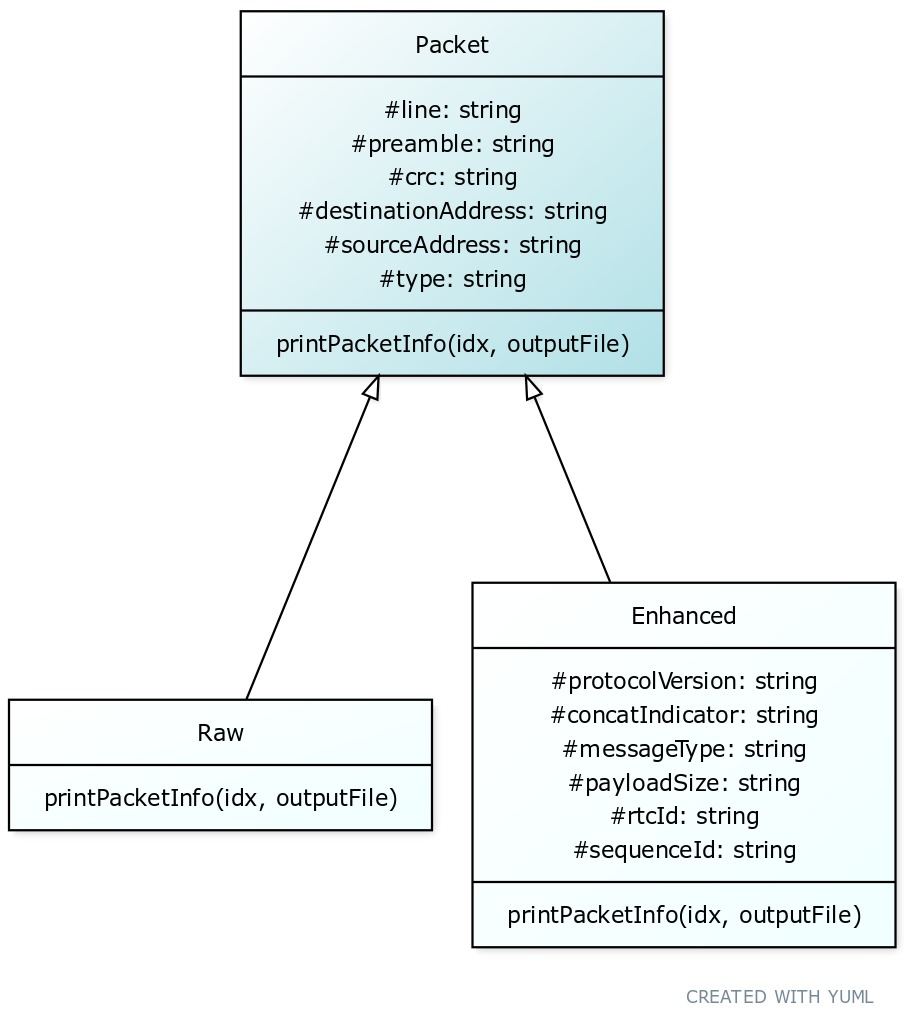 Packet
#line: string
#preamble: string
#crc: string
#destinationAddress: string
#sourceAddress: string
#type: string
printPacketInfo(idx, outputFile)
Raw
printPacketInfo(idx, outputFile)
Enhanced
#protocolVersion: string
#concatIndicator: string
#messageType: string
#payloadSize: string
#rtcId: string
#sequenceId: string
printPacketInfo(idx, outputFile)
CREATED WITH YUML